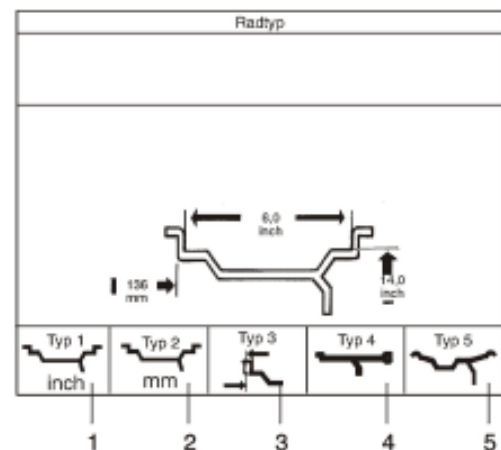 Radtyp
6,0
inch
136
mm
14,0
inch
Typ 1
Typ 2
Typ 3
Typ 4
Typ 5
inch
mm
1
2
3
4
5